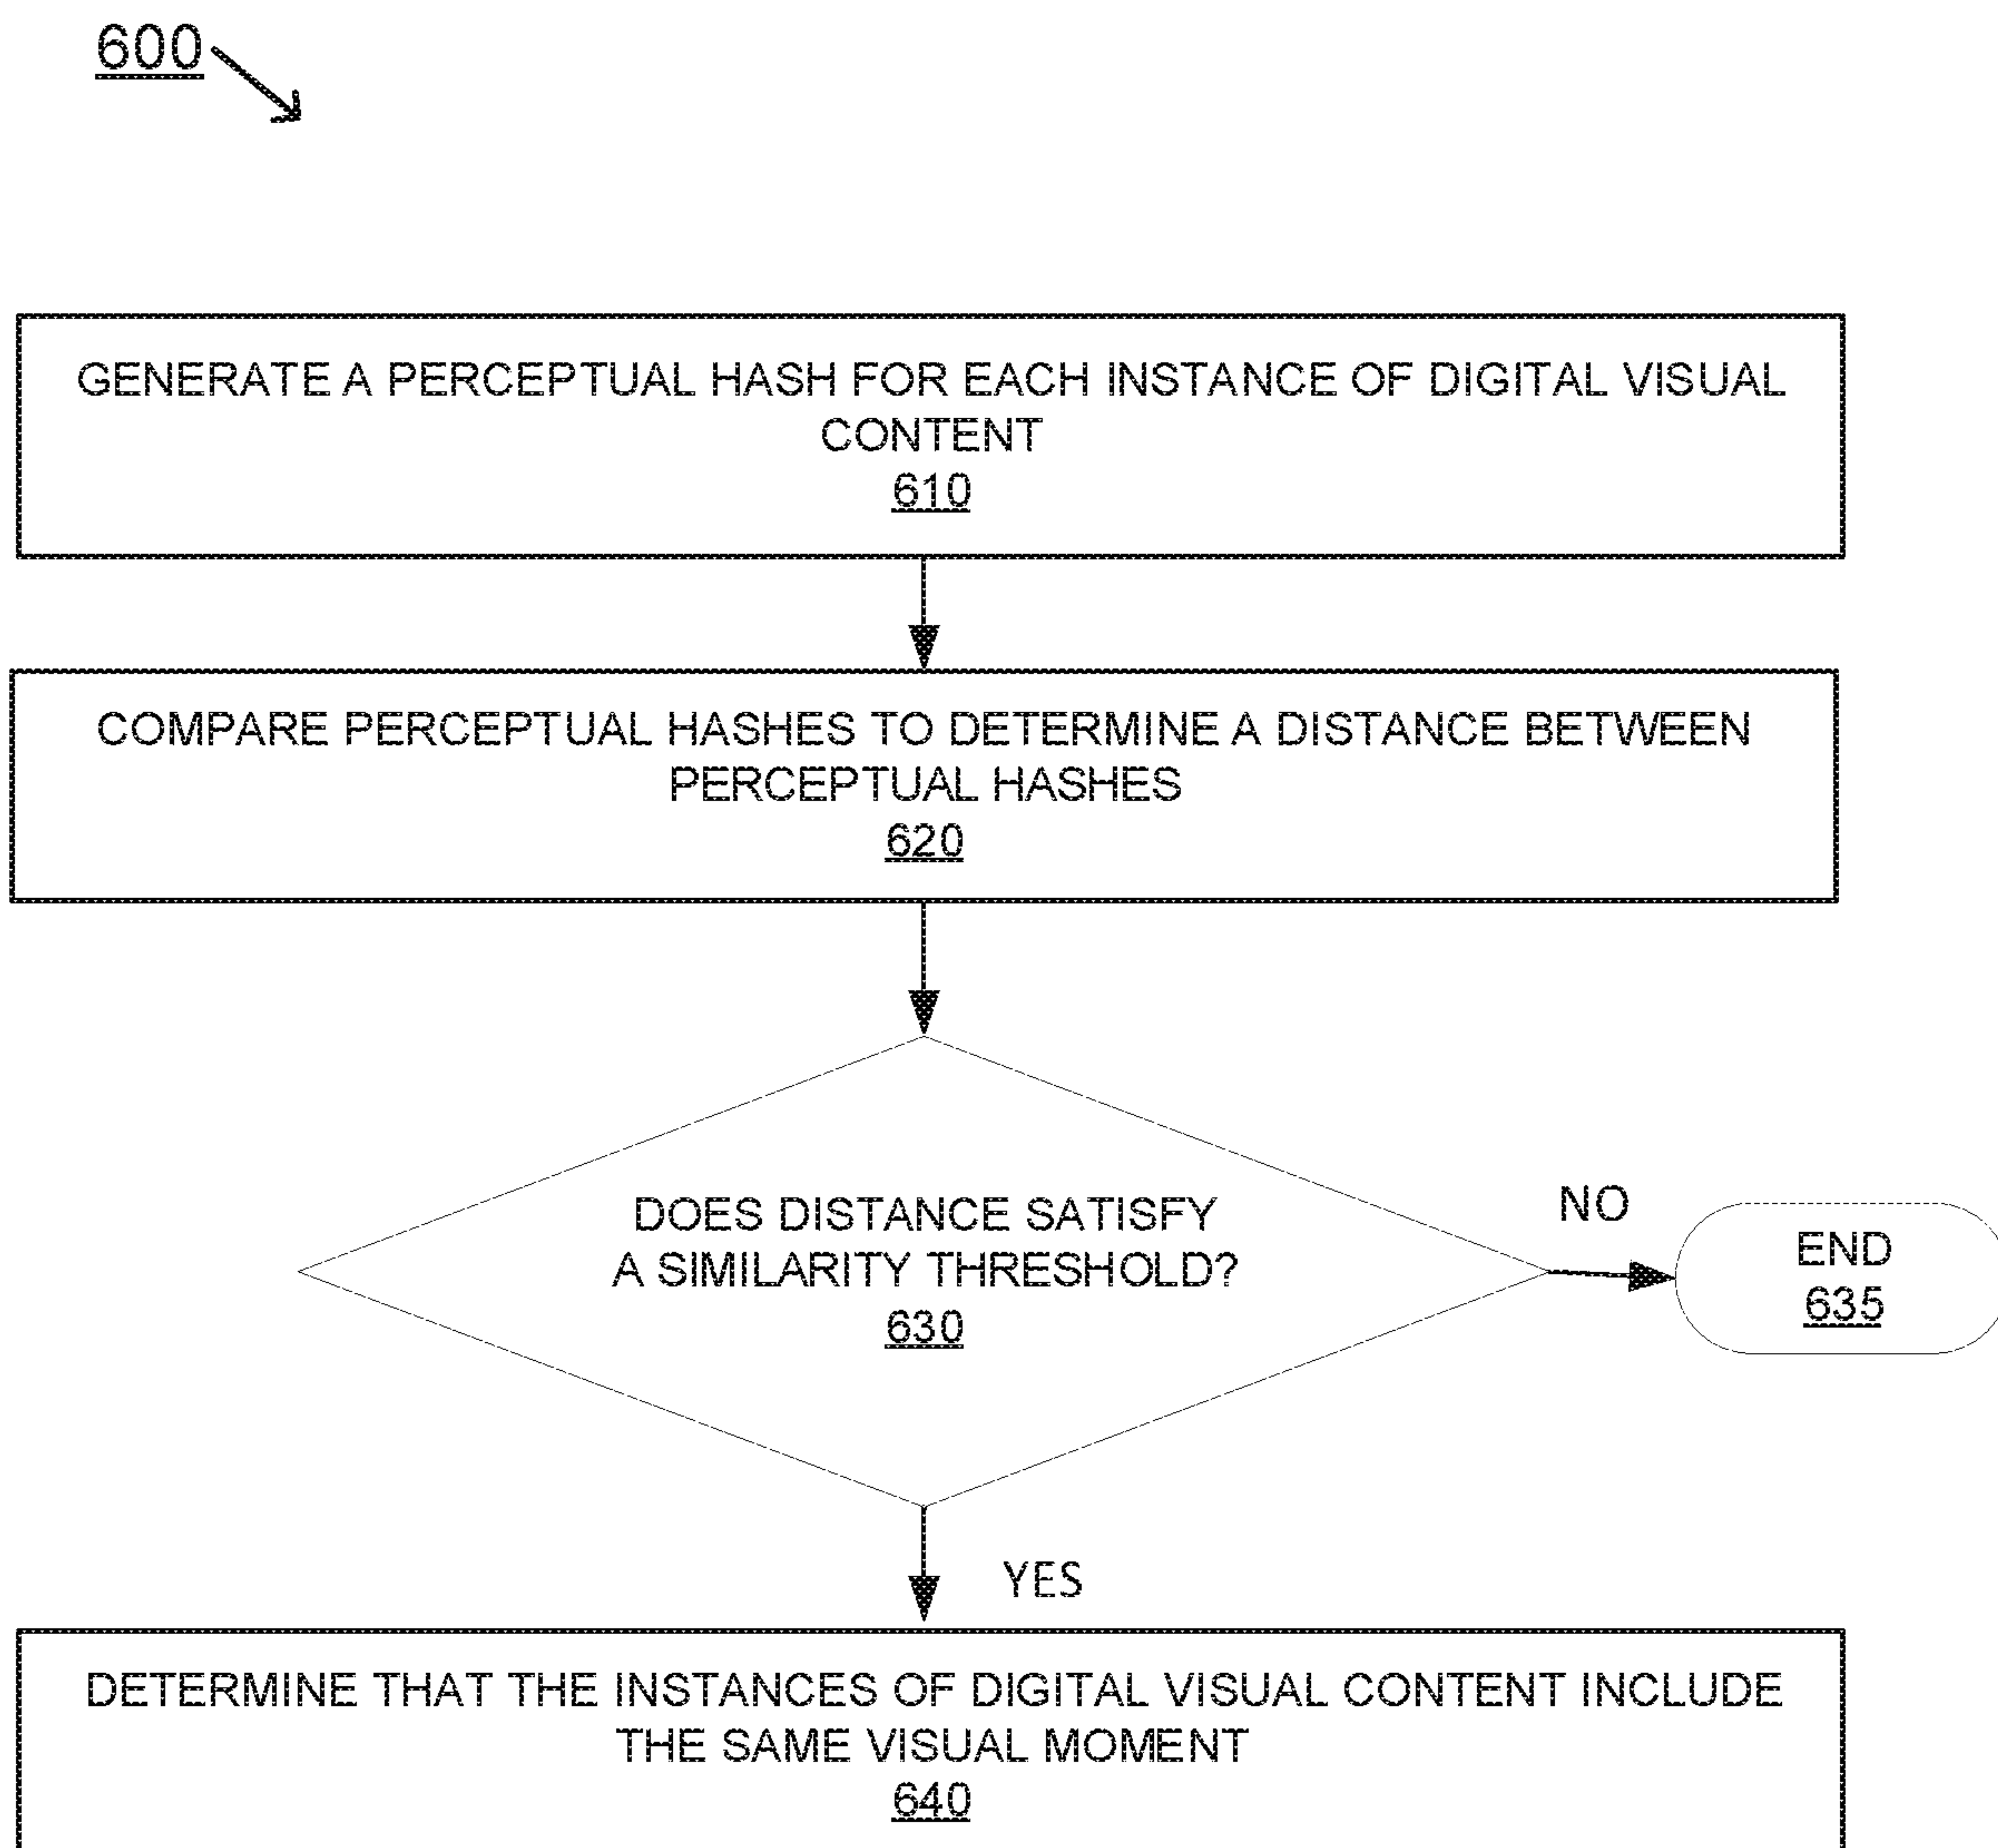 600
GENERATE A PERCEPTUAL HASH FOR EACH INSTANCE OF DIGITAL VISUAL
CONTENT
610
COMPARE PERCEPTUAL HASHES TO DETERMINE A DISTANCE BETWEEN
PERCEPTUAL HASHES
620
DOES DISTANCE SATISFY
A SIMILARITY THRESHOLD?
630
NO
END
635
YES
DETERMINE THAT THE INSTANCES OF DIGITAL VISUAL CONTENT INCLUDE
THE SAME VISUAL MOMENT
640